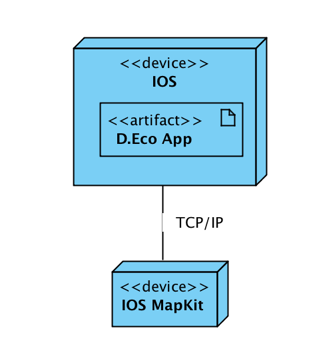 <<device>>
IOS
<<artifact>>
D.Eco App
TCP/IP
<<device>>
IOS MapKit